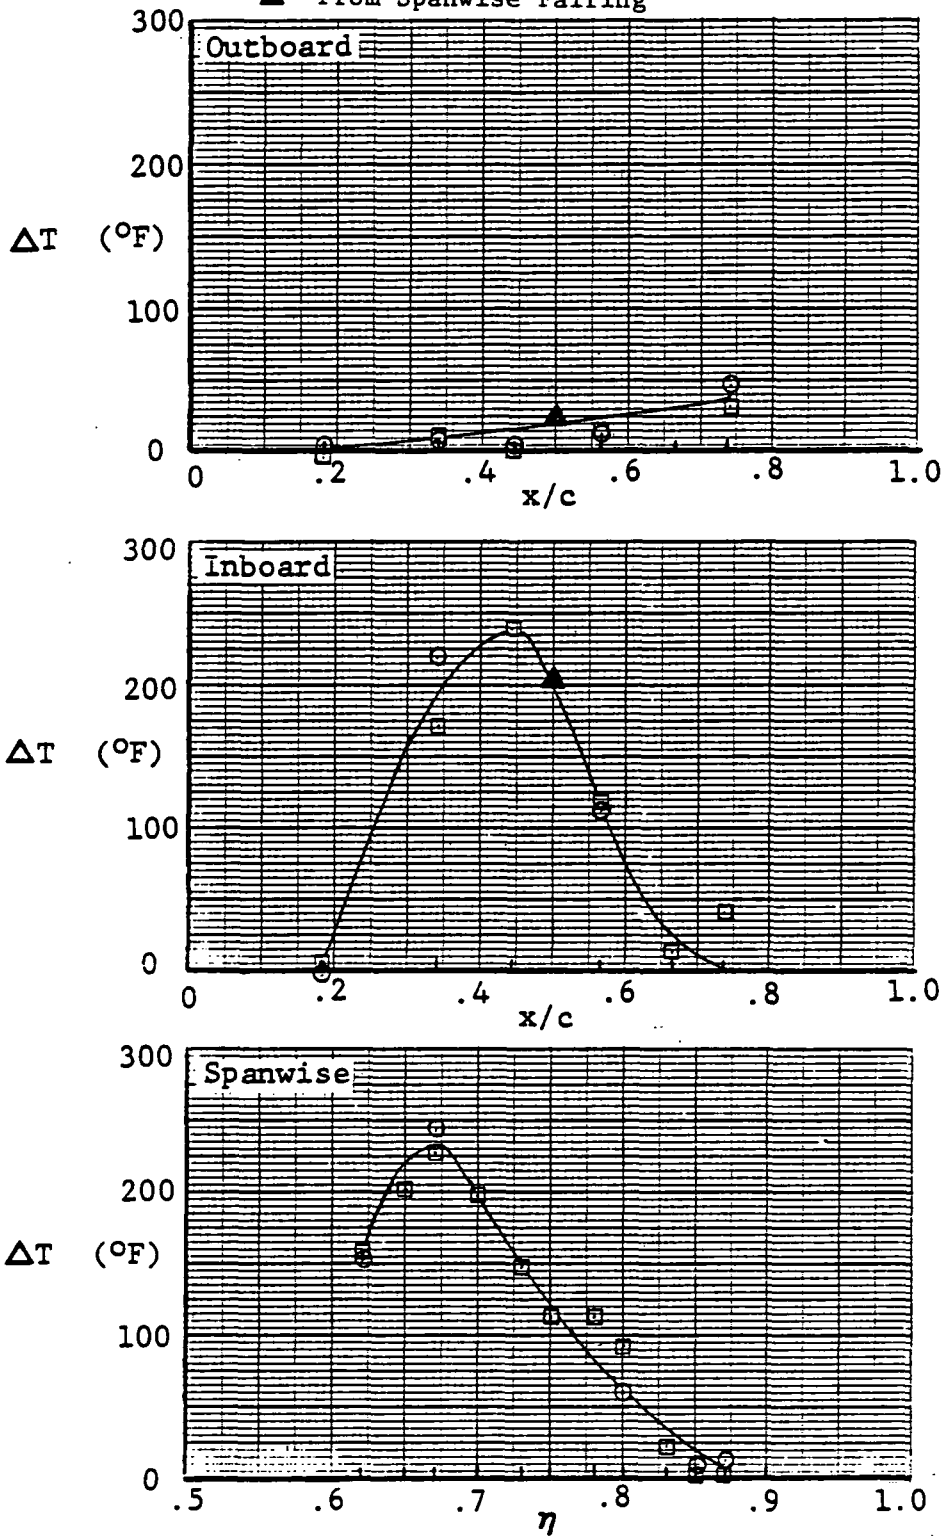 ▲ From Spanwise Fairing
300
Outboard
200
ΔT (°F)
100
0
0 .2 .4 .6 .8 1.0
x/c
300
Inboard
200
ΔT (°F)
100
0
0 .2 .4 .6 .8 1.0
x/c
300
Spanwise
200
ΔT (°F)
100
0
.5 .6 .7 .8 .9 1.0
η